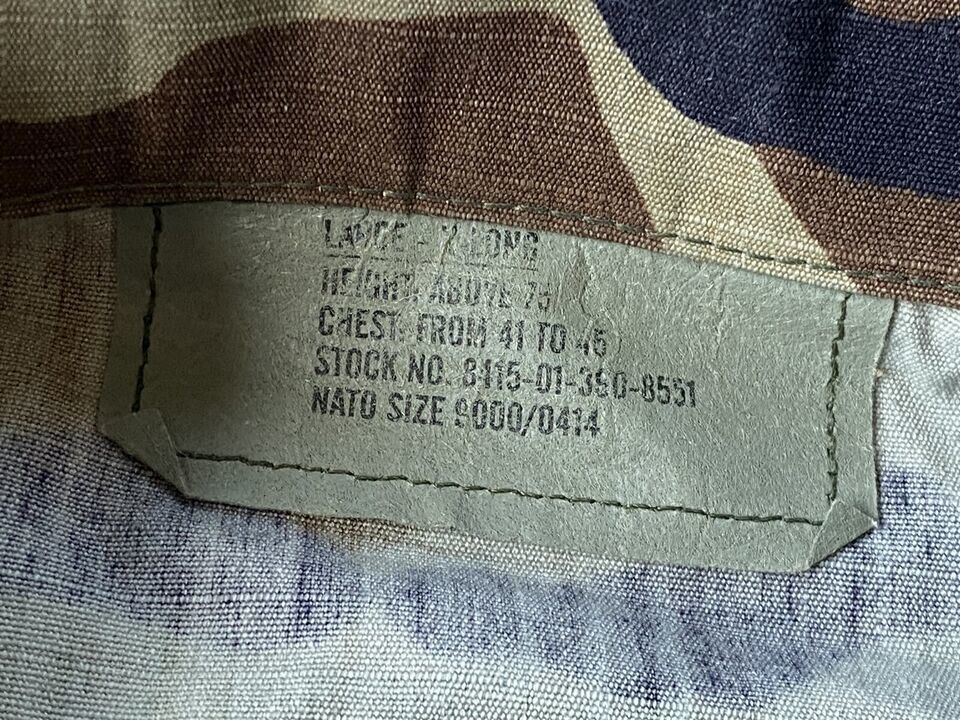 LARGE - X-LONG
HEIGHT: ABOVE 75
CHEST: FROM 41 TO 45
STOCK NO. 8415-01-390-8551
NATO SIZE 9000/0414